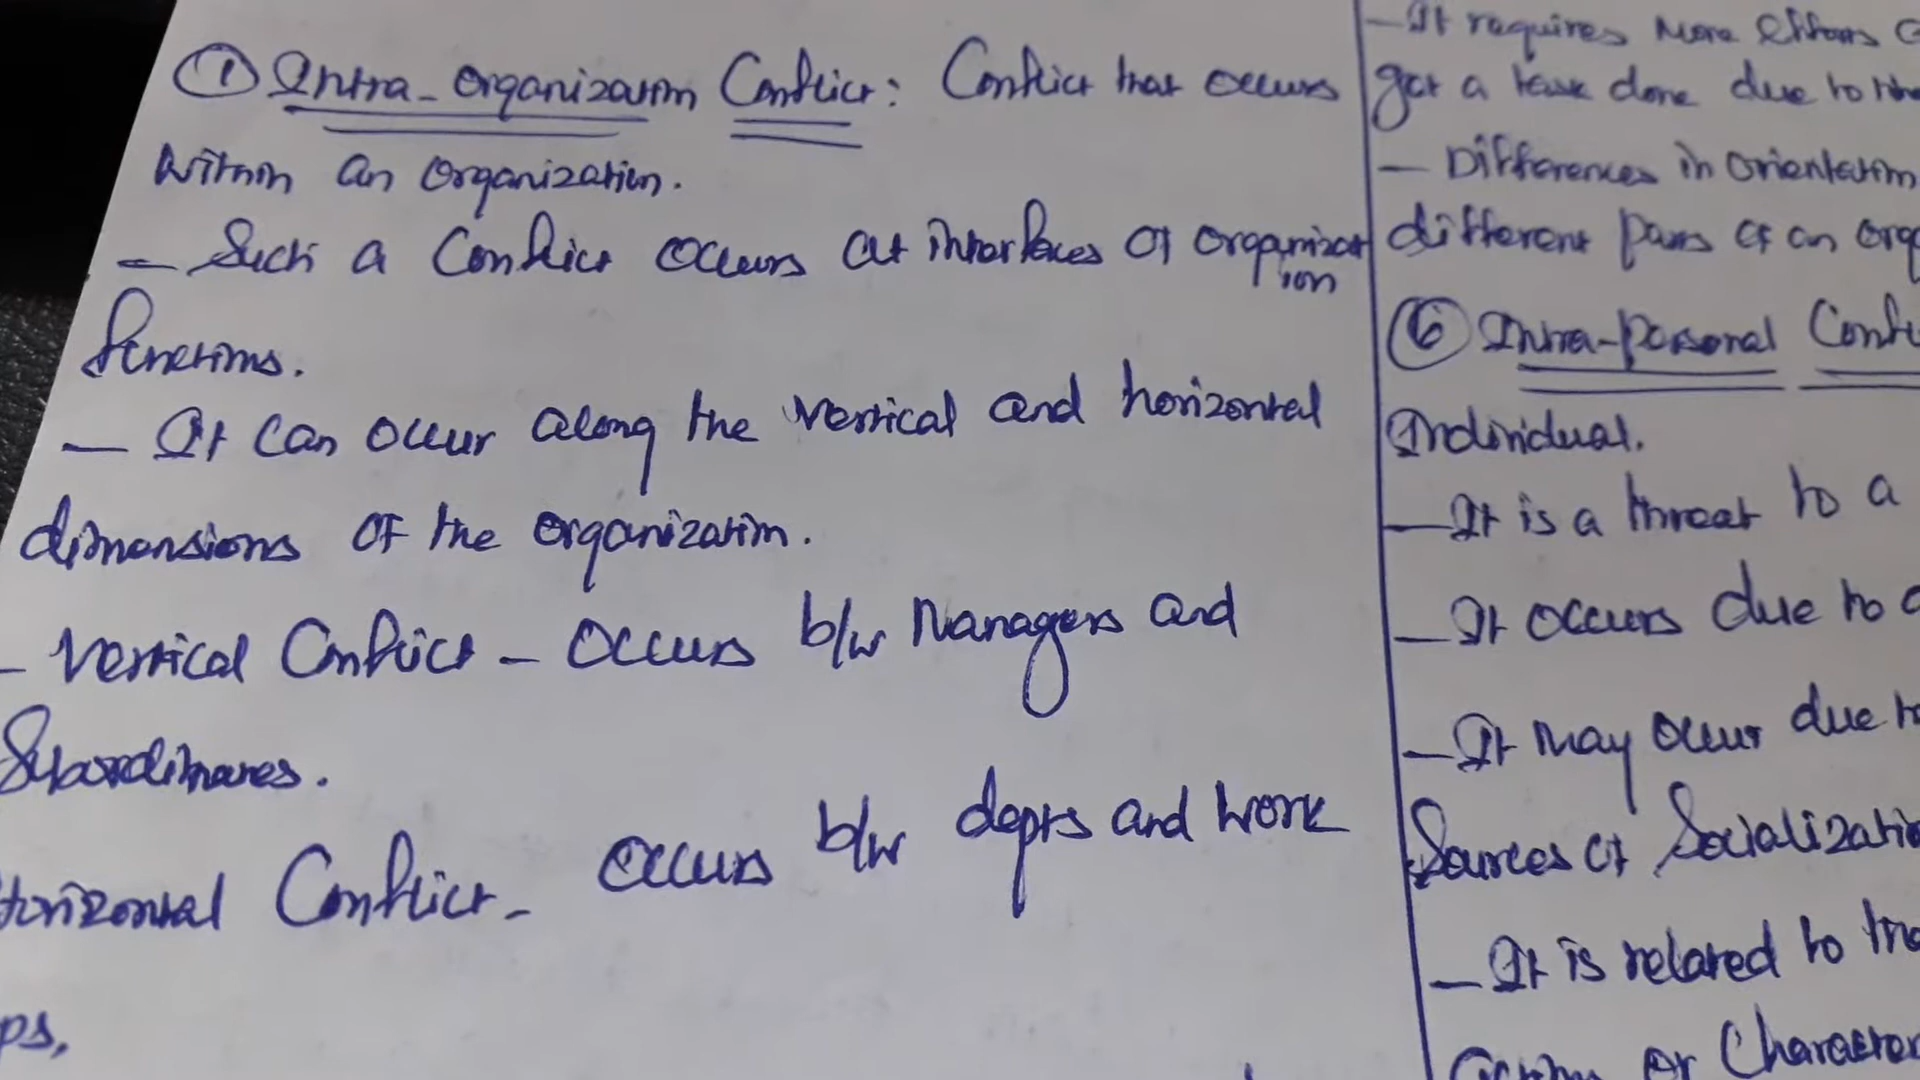 ① Intra-organization Conflict: Conflict that occurs
within an organization.
- Such a Conflict occurs at interfaces of organization
functions.
- It can occur along the vertical and horizontal
dimensions of the organization.
- Vertical Conflict - occurs b/w Managers and
Subordinates.
Horizontal Conflict - occurs b/w depts and work
ps,
- It requires more efforts
get a task done due to
- Differences in orientation
different parts of an
⑥ Intra-personal
Individual.
- It is a threat to a
- It occurs due to
- It may occur due
Sources of Socialization
- It is related to
or Character